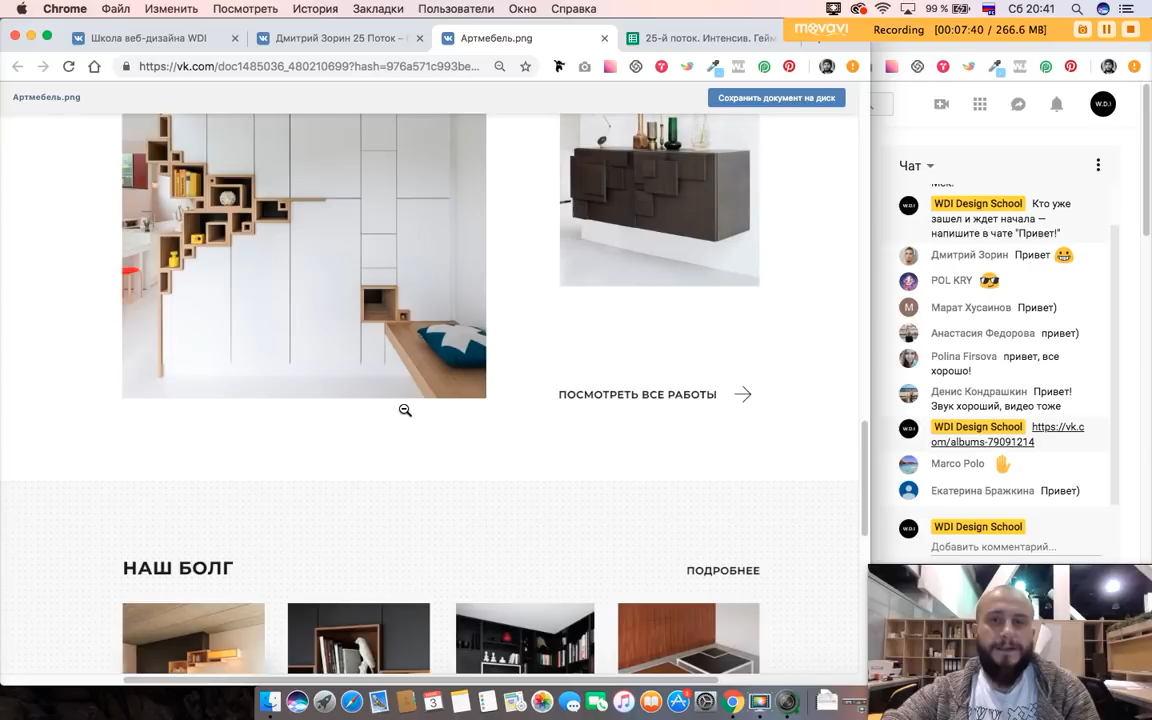 Chrome Файл Изменить Просмотреть История Закладки Пользователи Окно Справка
99 % Сб 20:41
movavi Recording [00:07:40 / 266.6 MB]
Школа веб-дизайна WDI
Дмитрий Зорин 25 Поток –
Артмебель.png
25-й поток. Интенсив. Гейм
https://vk.com/doc1485036_480210699?hash=976a571c993be...
Артмебель.png
Сохранить документ на диск
W.D.I
Чат
WDI Design School Кто уже
зашел и ждет начала —
напишите в чате "Привет!"
Дмитрий Зорин Привет
POL KRY
М Марат Хусаинов Привет)
Анастасия Федорова привет)
Polina Firsova привет, все
хорошо!
Денис Кондрашкин Привет!
Звук хороший, видео тоже
WDI Design School https://vk.c
om/albums-79091214
Marco Polo
Екатерина Бражкина Привет)
WDI Design School
Добавить комментарий...
ПОСМОТРЕТЬ ВСЕ РАБОТЫ
НАШ БОЛГ
ПОДРОБНЕЕ
3